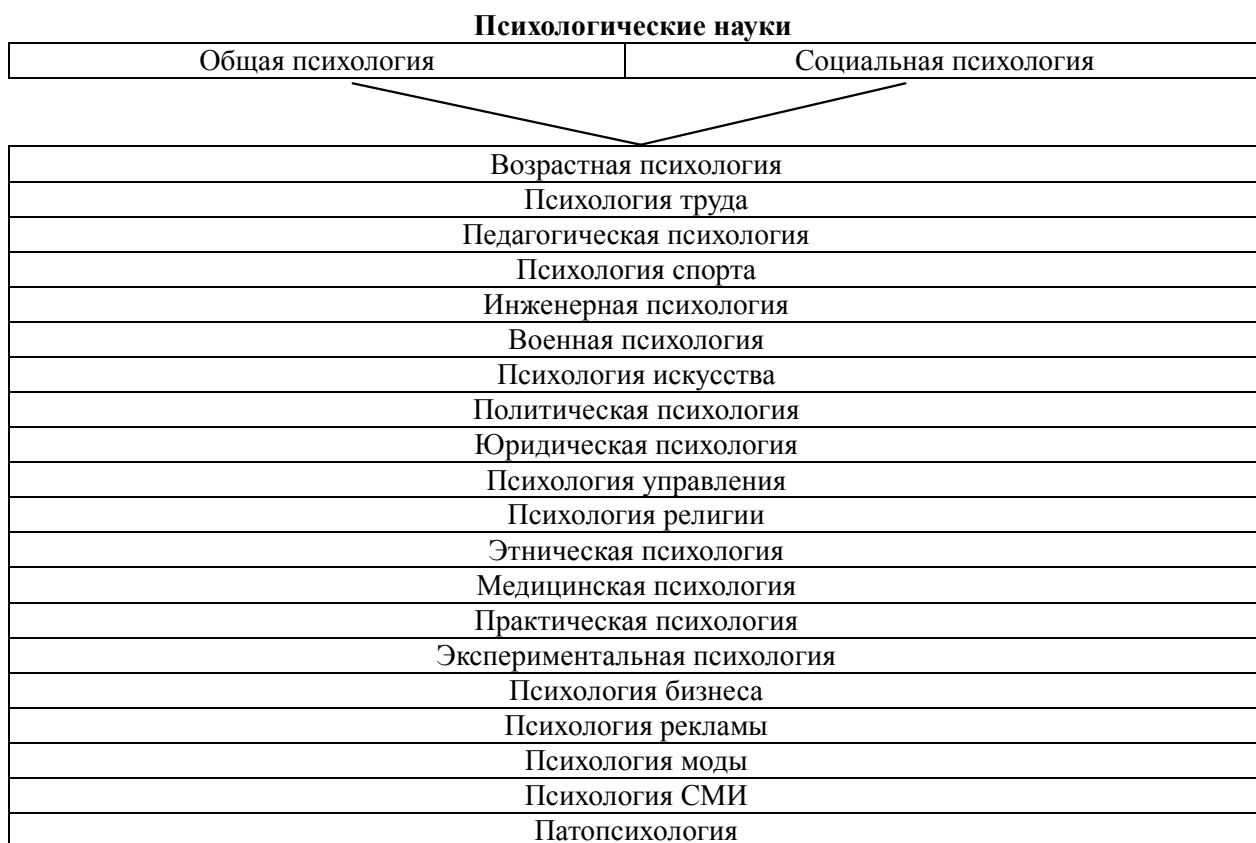 Психологические науки
Общая психология
Социальная психология
Возрастная психология
Психология труда
Педагогическая психология
Психология спорта
Инженерная психология
Военная психология
Психология искусства
Политическая психология
Юридическая психология
Психология управления
Психология религии
Этническая психология
Медицинская психология
Практическая психология
Экспериментальная психология
Психология бизнеса
Психология рекламы
Психология моды
Психология СМИ
Патопсихология